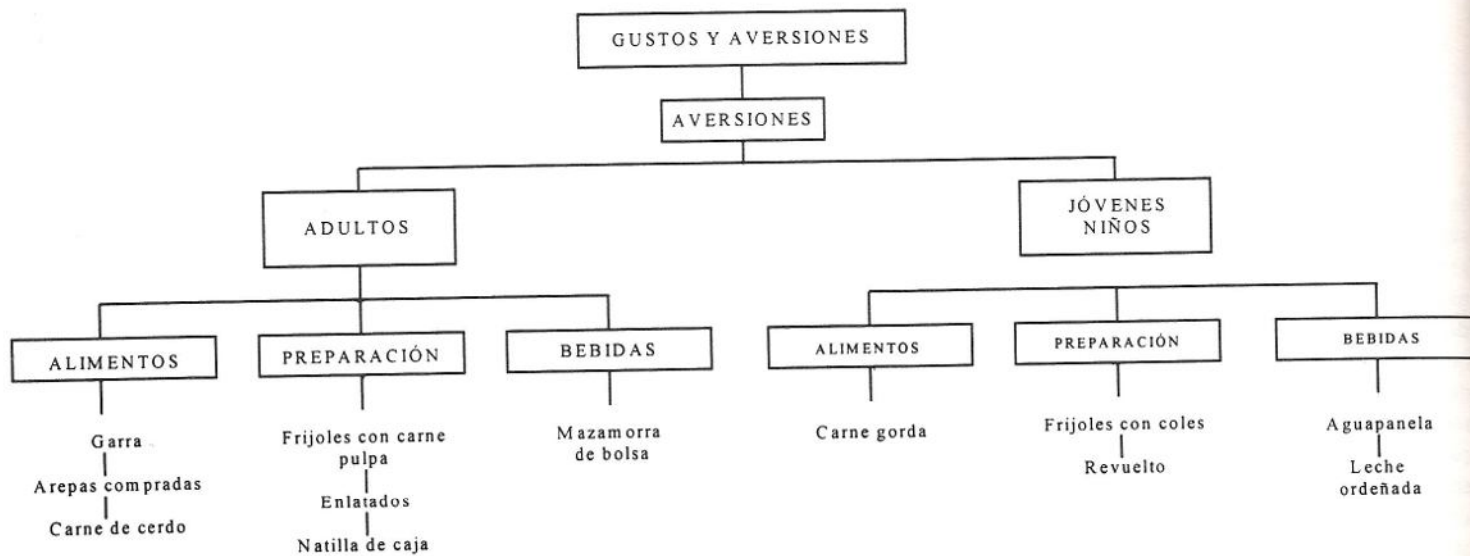 GUSTOS Y AVERSIONES
AVERSIONES
ADULTOS
JÓVENES
NIÑOS
ALIMENTOS
PREPARACIÓN
BEBIDAS
ALIMENTOS
PREPARACIÓN
BEBIDAS
Garra
Arepas compradas
Carne de cerdo
Frijoles con carne
pulpa
Enlatados
Natilla de caja
Mazamorra
de bolsa
Carne gorda
Frijoles con coles
Revuelto
Aguapanela
Leche
ordeñada